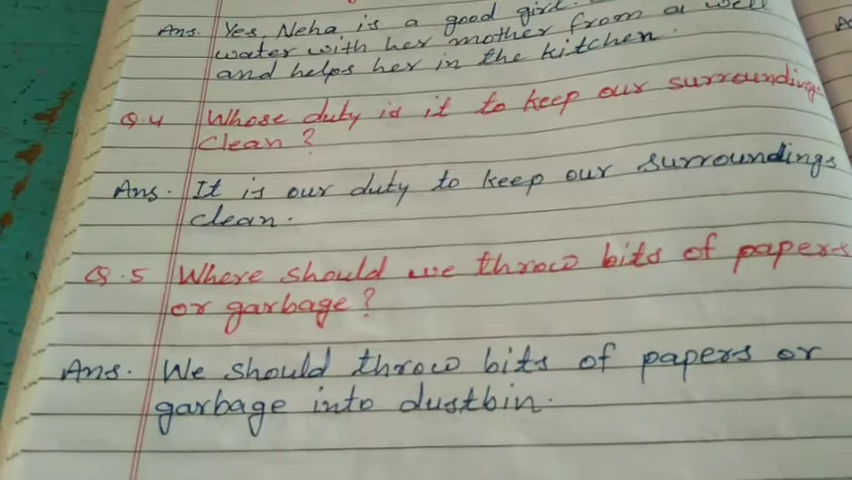 Ans. Yes, Neha is a good girl.
water with her mother from a well
and helps her in the kitchen.
Q.4 Whose duty is it to keep our surroundings
clean?
Ans. It is our duty to keep our surroundings
clean.
Q.5 Where should we throw bits of papers
or garbage?
Ans. We should throw bits of papers or
garbage into dustbin.